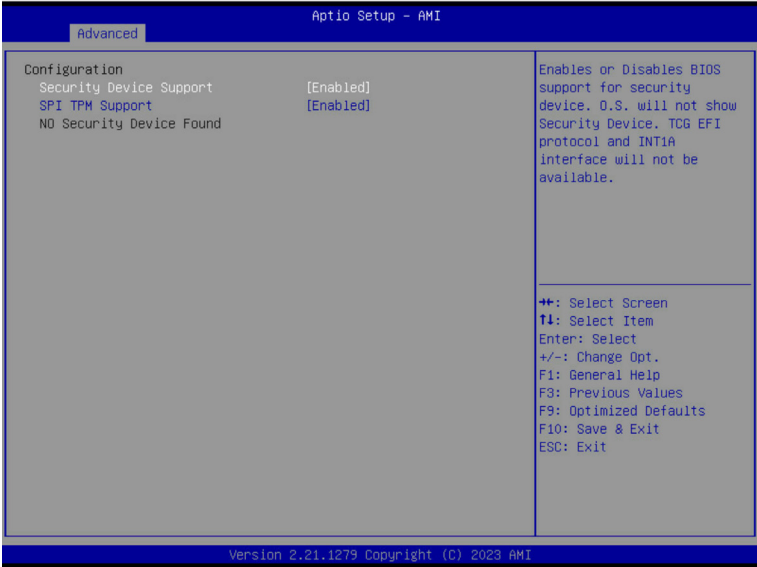 Aptio Setup – AMI
Advanced
Configuration
Security Device Support [Enabled]
SPI TPM Support [Enabled]
NO Security Device Found
Enables or Disables BIOS
support for security
device. O.S. will not show
Security Device. TCG EFI
protocol and INT1A
interface will not be
available.
→←: Select Screen
↑↓: Select Item
Enter: Select
+/-: Change Opt.
F1: General Help
F3: Previous Values
F9: Optimized Defaults
F10: Save & Exit
ESC: Exit
Version 2.21.1279 Copyright (C) 2023 AMI